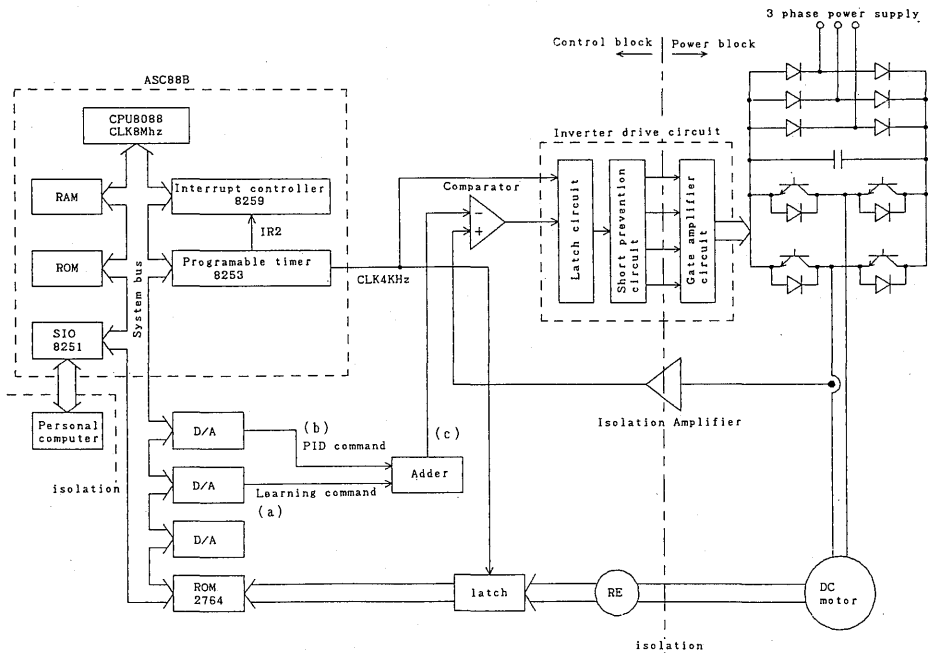 3 phase power supply
Control block
Power block
ASC88B
CPU8088
CLK8Mhz
Inverter drive circuit
RAM
Interrupt controller
8259
Comparator
-
+
Latch circuit
Short prevention
circuit
Gate amplifier
Circuit
IR2
ROM
Programable timer
8253
CLK4KHz
System bus
SIO
8251
Personal
computer
isolation
D/A
(b)
PID command
(c)
Isolation Amplifier
D/A
Learning command
(a)
Adder
D/A
ROM
2764
latch
RE
DC
motor
isolation